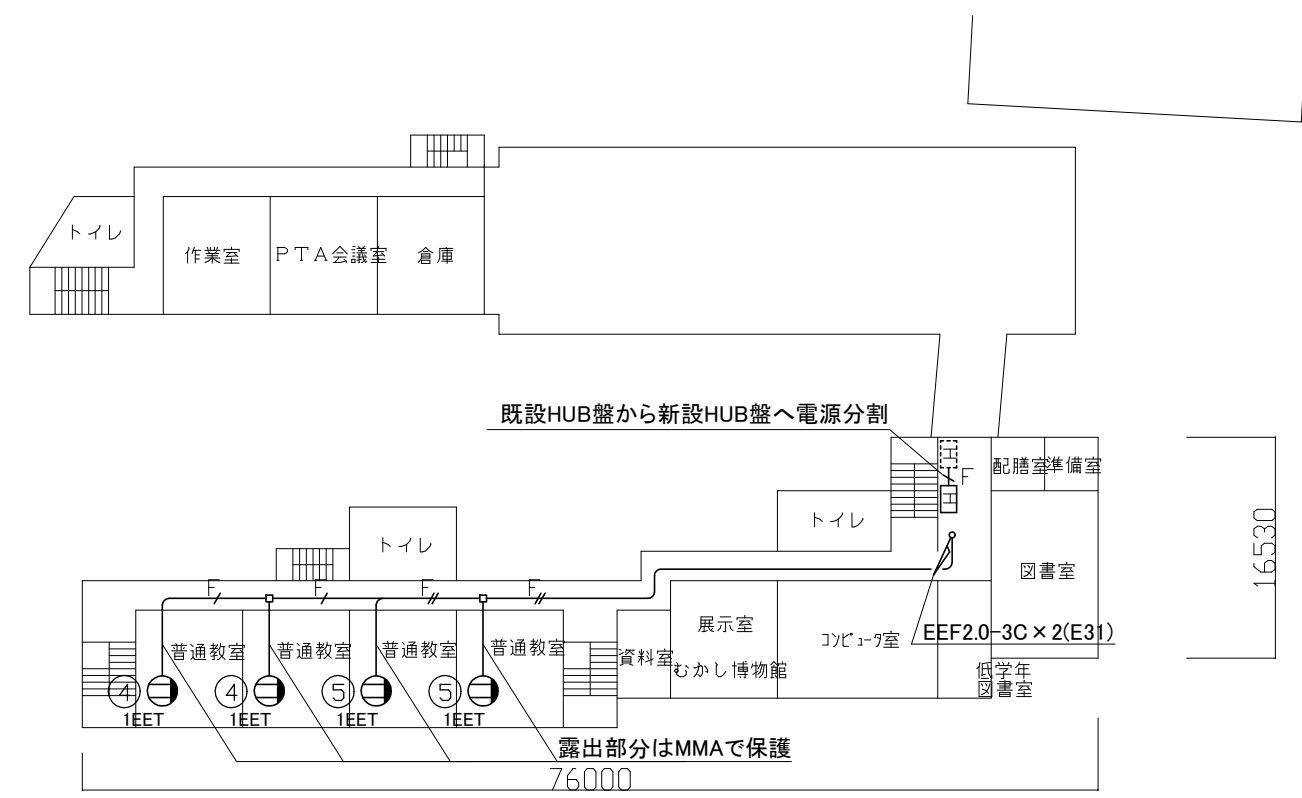 トイレ
作業室
PTA会議室
倉庫
既設HUB盤から新設HUB盤へ電源分割
H
F
H
配膳室
準備室
トイレ
トイレ
図書室
16530
F
F
F
F
展示室
むかし博物館
コンピュータ室
EEF2.0-3C×2(E31)
普通教室
普通教室
普通教室
普通教室
資料室
低学年
図書室
④
④
⑤
⑤
1EET
1EET
1EET
1EET
露出部分はMMAで保護
76000